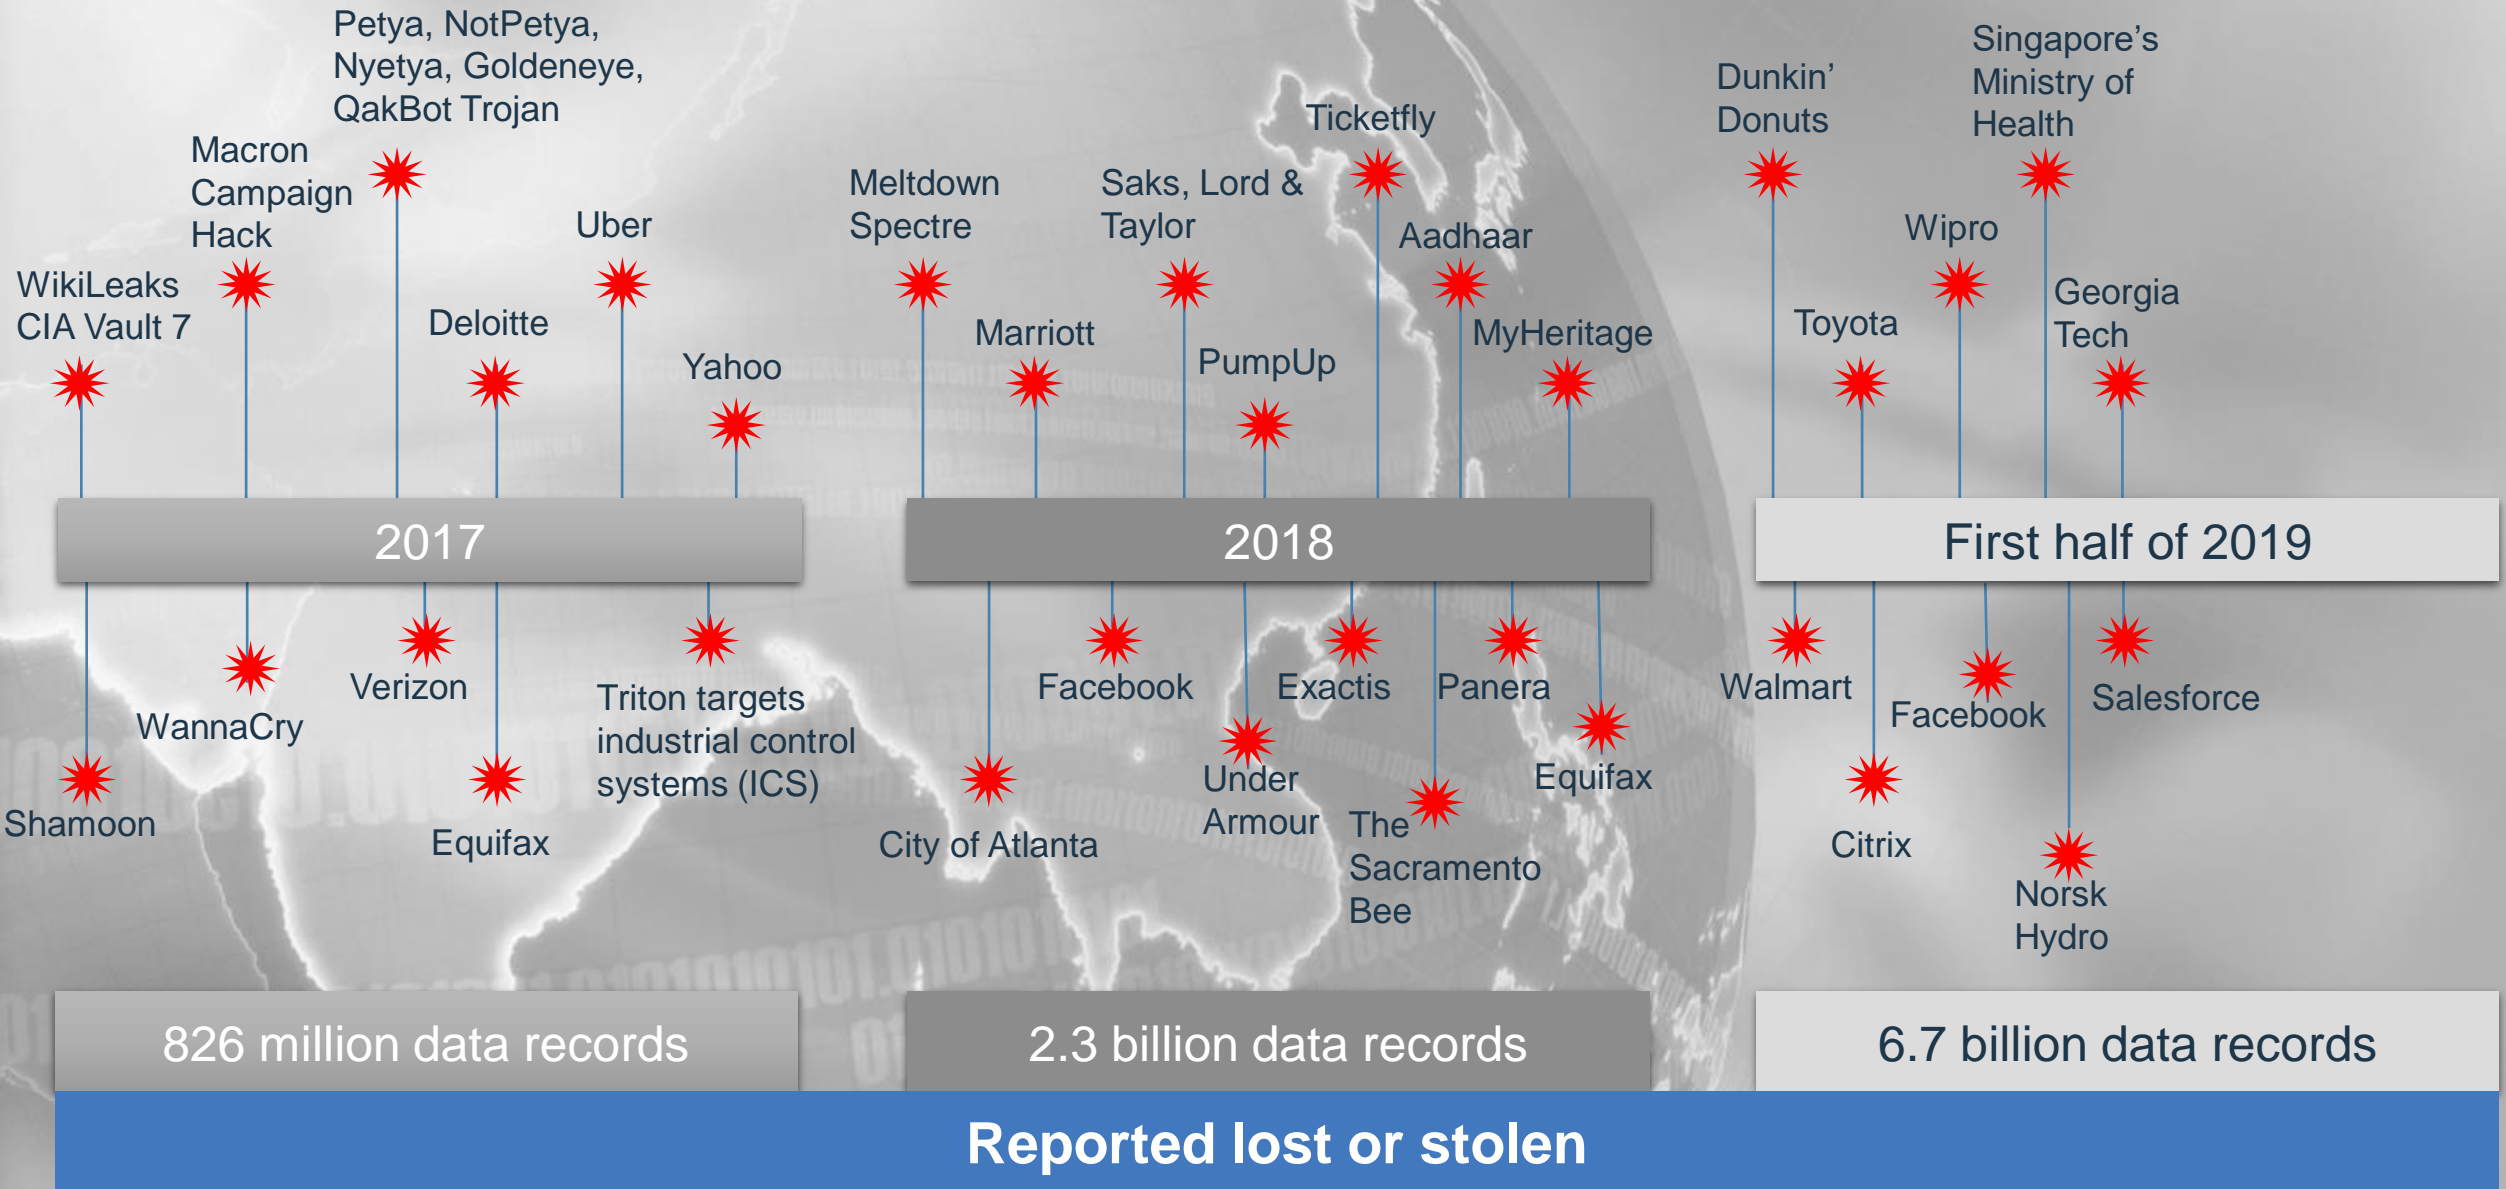 Petya, NotPetya,
Nyetya, Goldeneye,
QakBot Trojan
Macron
Campaign
Hack
WikiLeaks
CIA Vault 7
Deloitte
Uber
Yahoo
Meltdown
Spectre
Marriott
Saks, Lord &
Taylor
PumpUp
Ticketfly
Aadhaar
MyHeritage
Dunkin’
Donuts
Toyota
Wipro
Singapore’s
Ministry of
Health
Georgia
Tech
2017
2018
First half of 2019
Shamoon
WannaCry
Verizon
Equifax
Triton targets
industrial control
systems (ICS)
City of Atlanta
Facebook
Under
Armour
Exactis
The
Sacramento
Bee
Panera
Equifax
Walmart
Citrix
Facebook
Norsk
Hydro
Salesforce
826 million data records
2.3 billion data records
6.7 billion data records
Reported lost or stolen